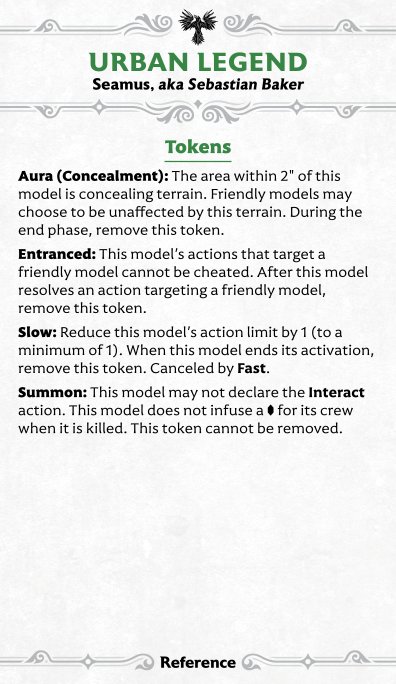 URBAN LEGEND
Seamus, aka Sebastian Baker
Tokens
Aura (Concealment): The area within 2" of this
model is concealing terrain. Friendly models may
choose to be unaffected by this terrain. During the
end phase, remove this token.
Entranced: This model's actions that target a
friendly model cannot be cheated. After this model
resolves an action targeting a friendly model,
remove this token.
Slow: Reduce this model's action limit by 1 (to a
minimum of 1). When this model ends its activation,
remove this token. Canceled by Fast.
Summon: This model may not declare the Interact
action. This model does not infuse a for its crew
when it is killed. This token cannot be removed.
Reference